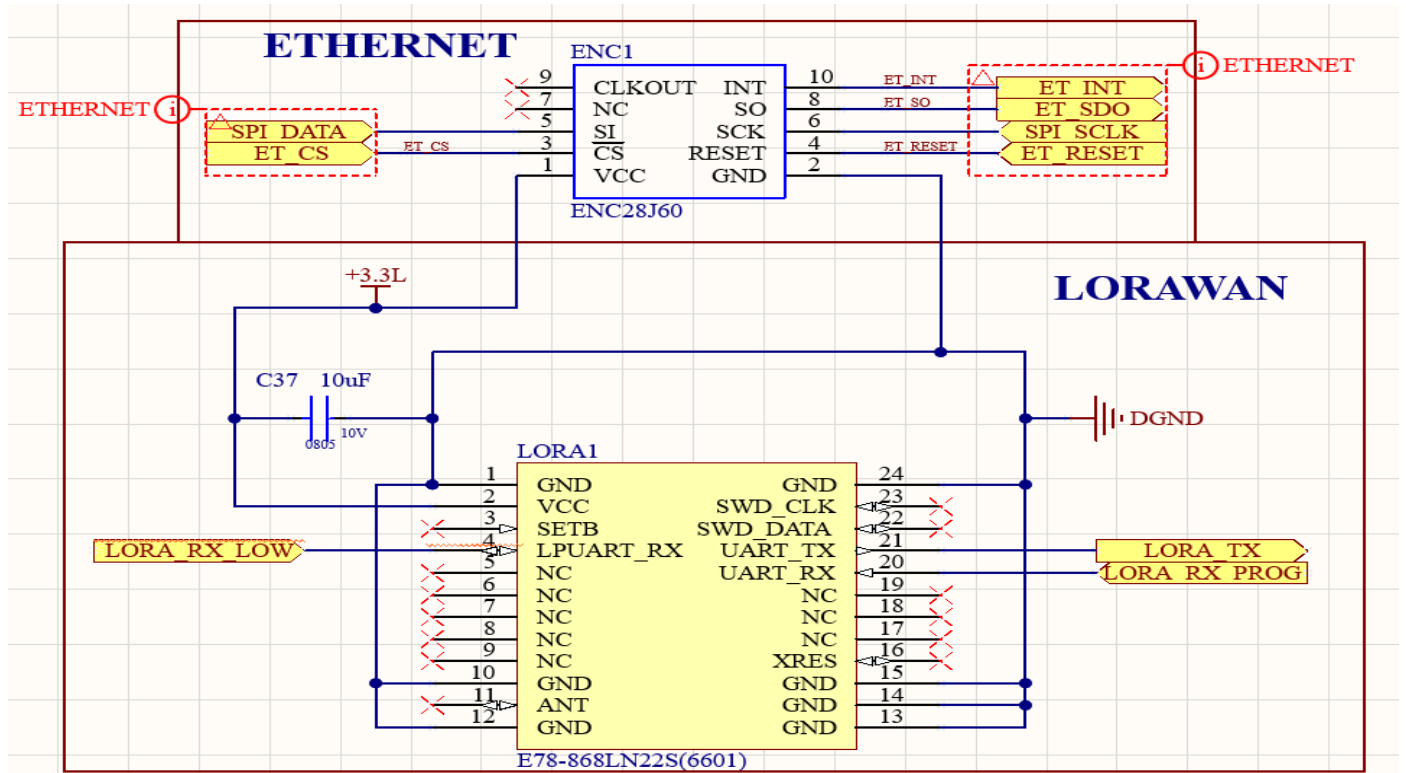 ETHERNET
ENC1
ETHERNET
ETHERNET
9 CLKOUT INT 10 ET_INT ET_INT
7 NC SO 8 ET_SO ET_SDO
SPI_DATA 5 SI SCK 6 SPI_SCLK
ET_CS ET_CS 3 CS RESET 4 ET_RESET ET_RESET
1 VCC GND 2
ENC28J60
+3.3L
LORAWAN
C37 10uF
10V
0805
DGND
LORA1
1 GND GND 24
2 VCC SWD_CLK 23
3 SETB SWD_DATA 22
LORA_RX_LOW 4 LPUART_RX UART_TX 21 LORA_TX
5 NC UART_RX 20 LORA_RX_PROG
6 NC NC 19
7 NC NC 18
8 NC NC 17
9 NC XRES 16
10 GND GND 15
11 ANT GND 14
12 GND GND 13
E78-868LN22S(6601)